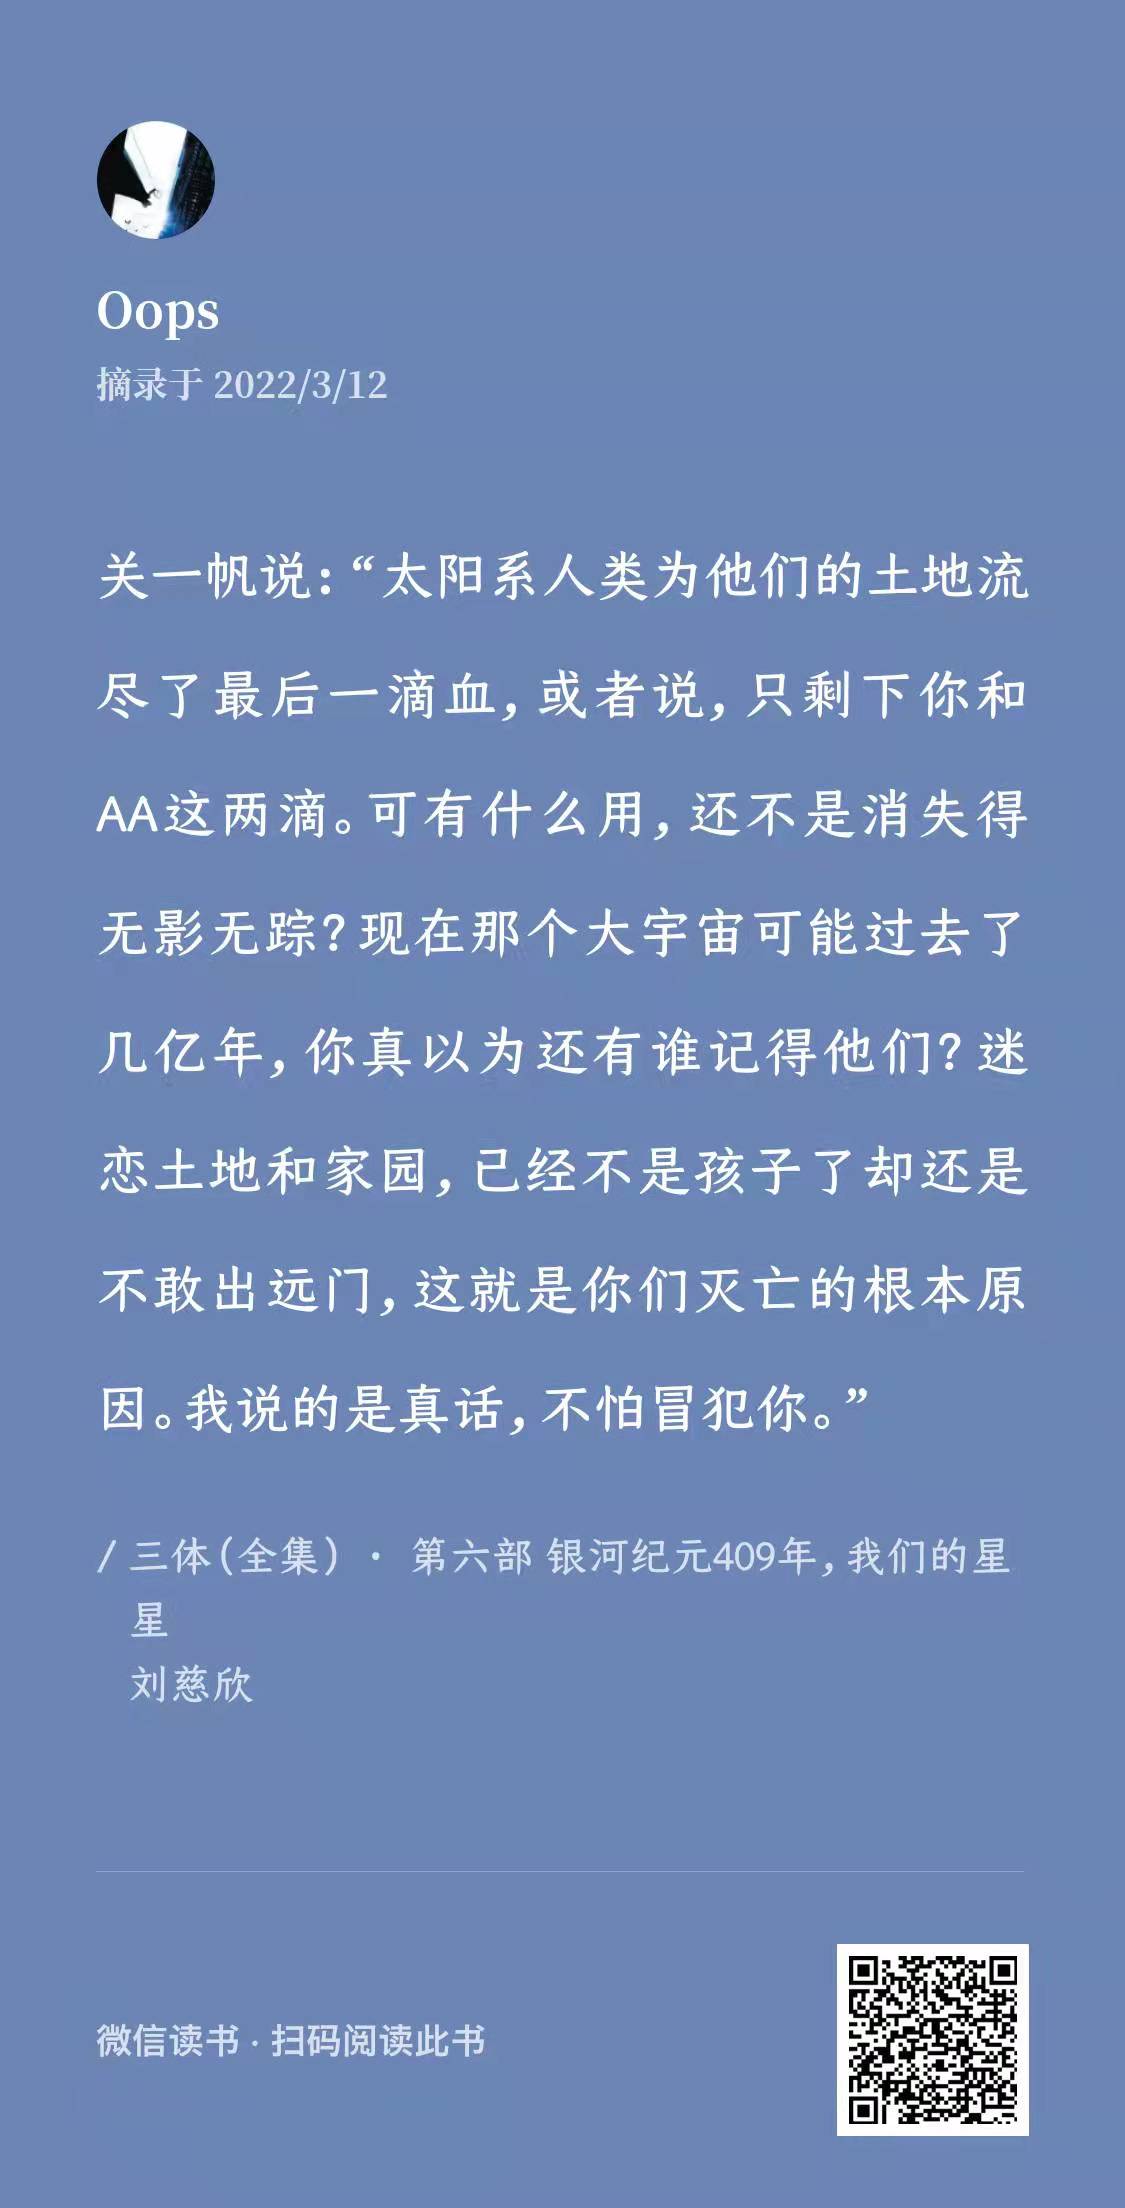 Oops
摘录于 2022/3/12
关一帆说：“太阳系人类为他们的土地流
尽了最后一滴血，或者说，只剩下你和
AA这两滴。可有什么用，还不是消失得
无影无踪？现在那个大宇宙可能过去了
几亿年，你真以为还有谁记得他们？迷
恋土地和家园，已经不是孩子了却还是
不敢出远门，这就是你们灭亡的根本原
因。我说的是真话，不怕冒犯你。”
/ 三体（全集） · 第六部 银河纪元409年，我们的星
星
刘慈欣
微信读书 · 扫码阅读此书